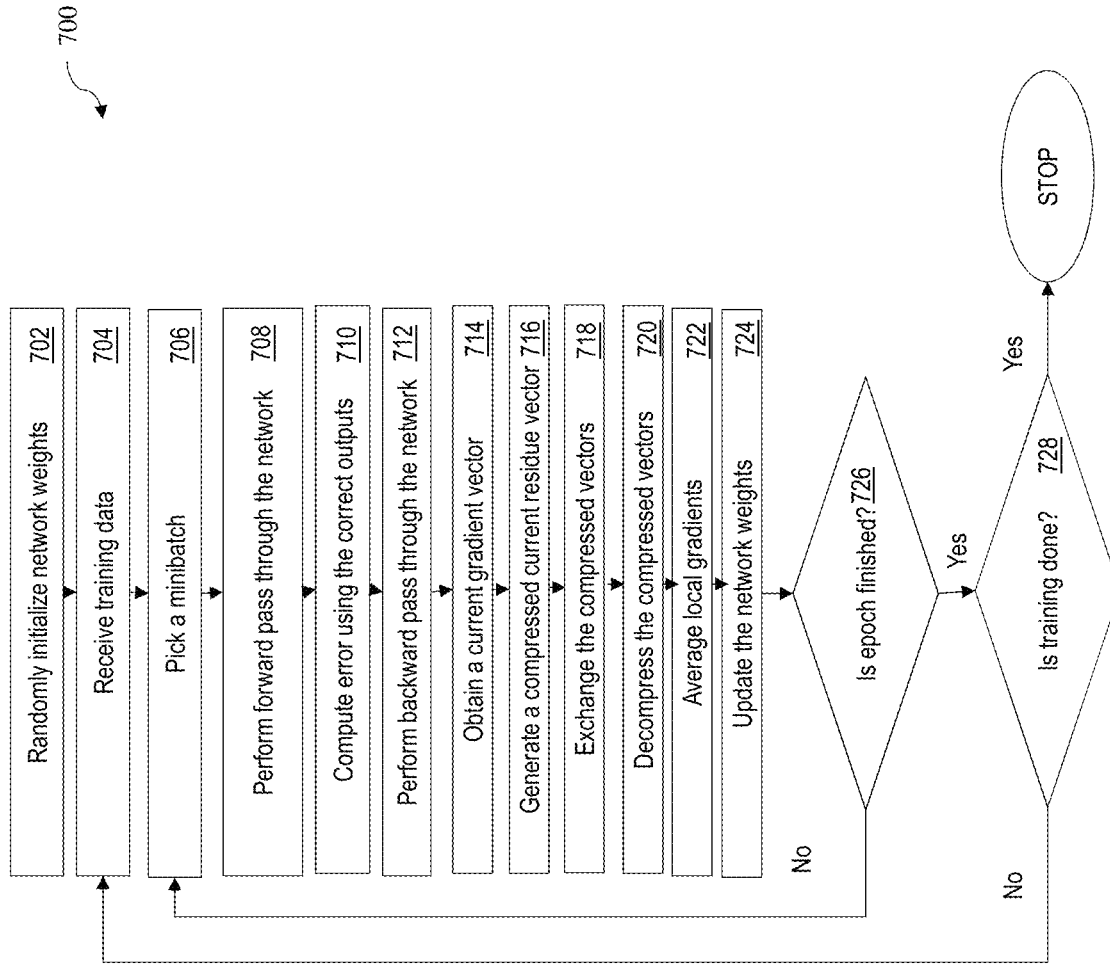 700
Randomly initialize network weights 702
Receive training data 704
Pick a minibatch 706
Perform forward pass through the network 708
Compute error using the correct outputs 710
Perform backward pass through the network 712
Obtain a current gradient vector 714
Generate a compressed current residue vector 716
Exchange the compressed vectors 718
Decompress the compressed vectors 720
Average local gradients 722
Update the network weights 724
Is epoch finished? 726
No
Yes
Is training done? 728
No
Yes
STOP